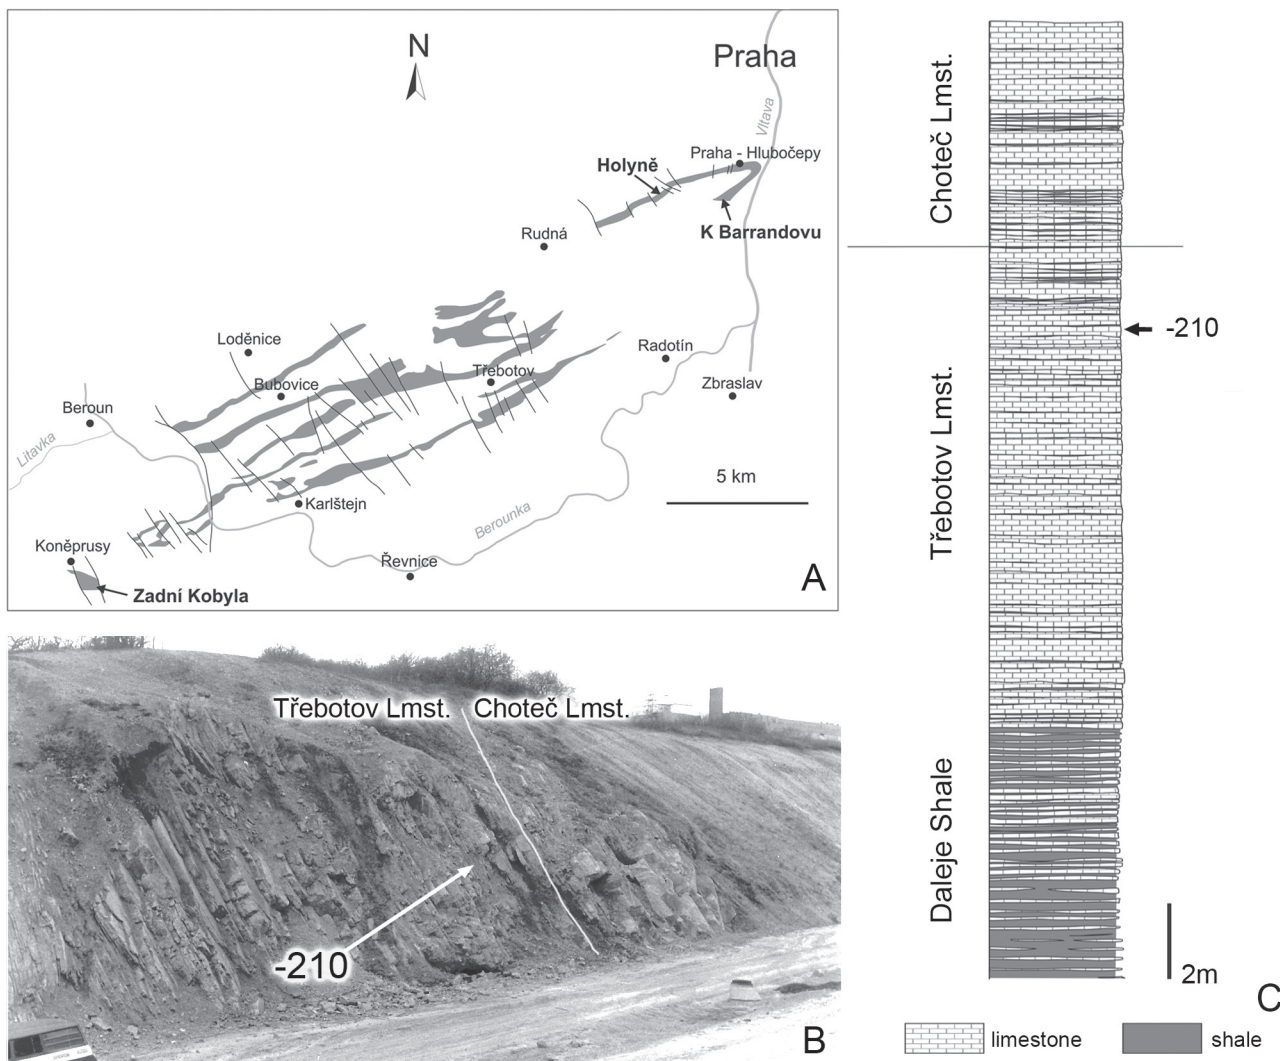 N
Praha
Vltava
Praha - Hlubočepy
Holyně
K Barrandovu
Rudná
Loděnice
Radotín
Třebotov
Bubovice
Zbraslav
Beroun
Litavka
5 km
Karlštejn
Berounka
Koněprusy
Řevnice
Zadní Kobyla
A
Třebotov Lmst.
Choteč Lmst.
-210
B
Choteč Lmst.
-210
Třebotov Lmst.
Daleje Shale
2m
C
limestone
shale